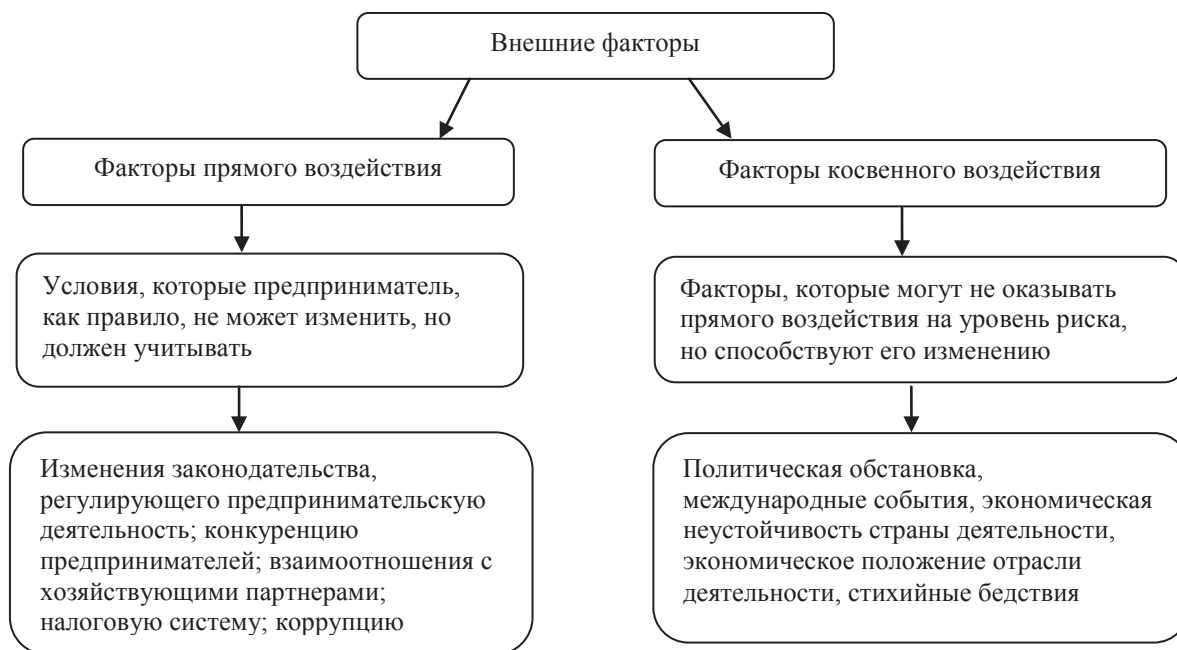 Внешние факторы
Факторы прямого воздействия
Факторы косвенного воздействия
Условия, которые предприниматель,
как правило, не может изменить, но
должен учитывать
Факторы, которые могут не оказывать
прямого воздействия на уровень риска,
но способствуют его изменению
Изменения законодательства,
регулирующего предпринимательскую
деятельность; конкуренцию
предпринимателей; взаимоотношения с
хозяйствующими партнерами;
налоговую систему; коррупцию
Политическая обстановка,
международные события, экономическая
неустойчивость страны деятельности,
экономическое положение отрасли
деятельности, стихийные бедствия